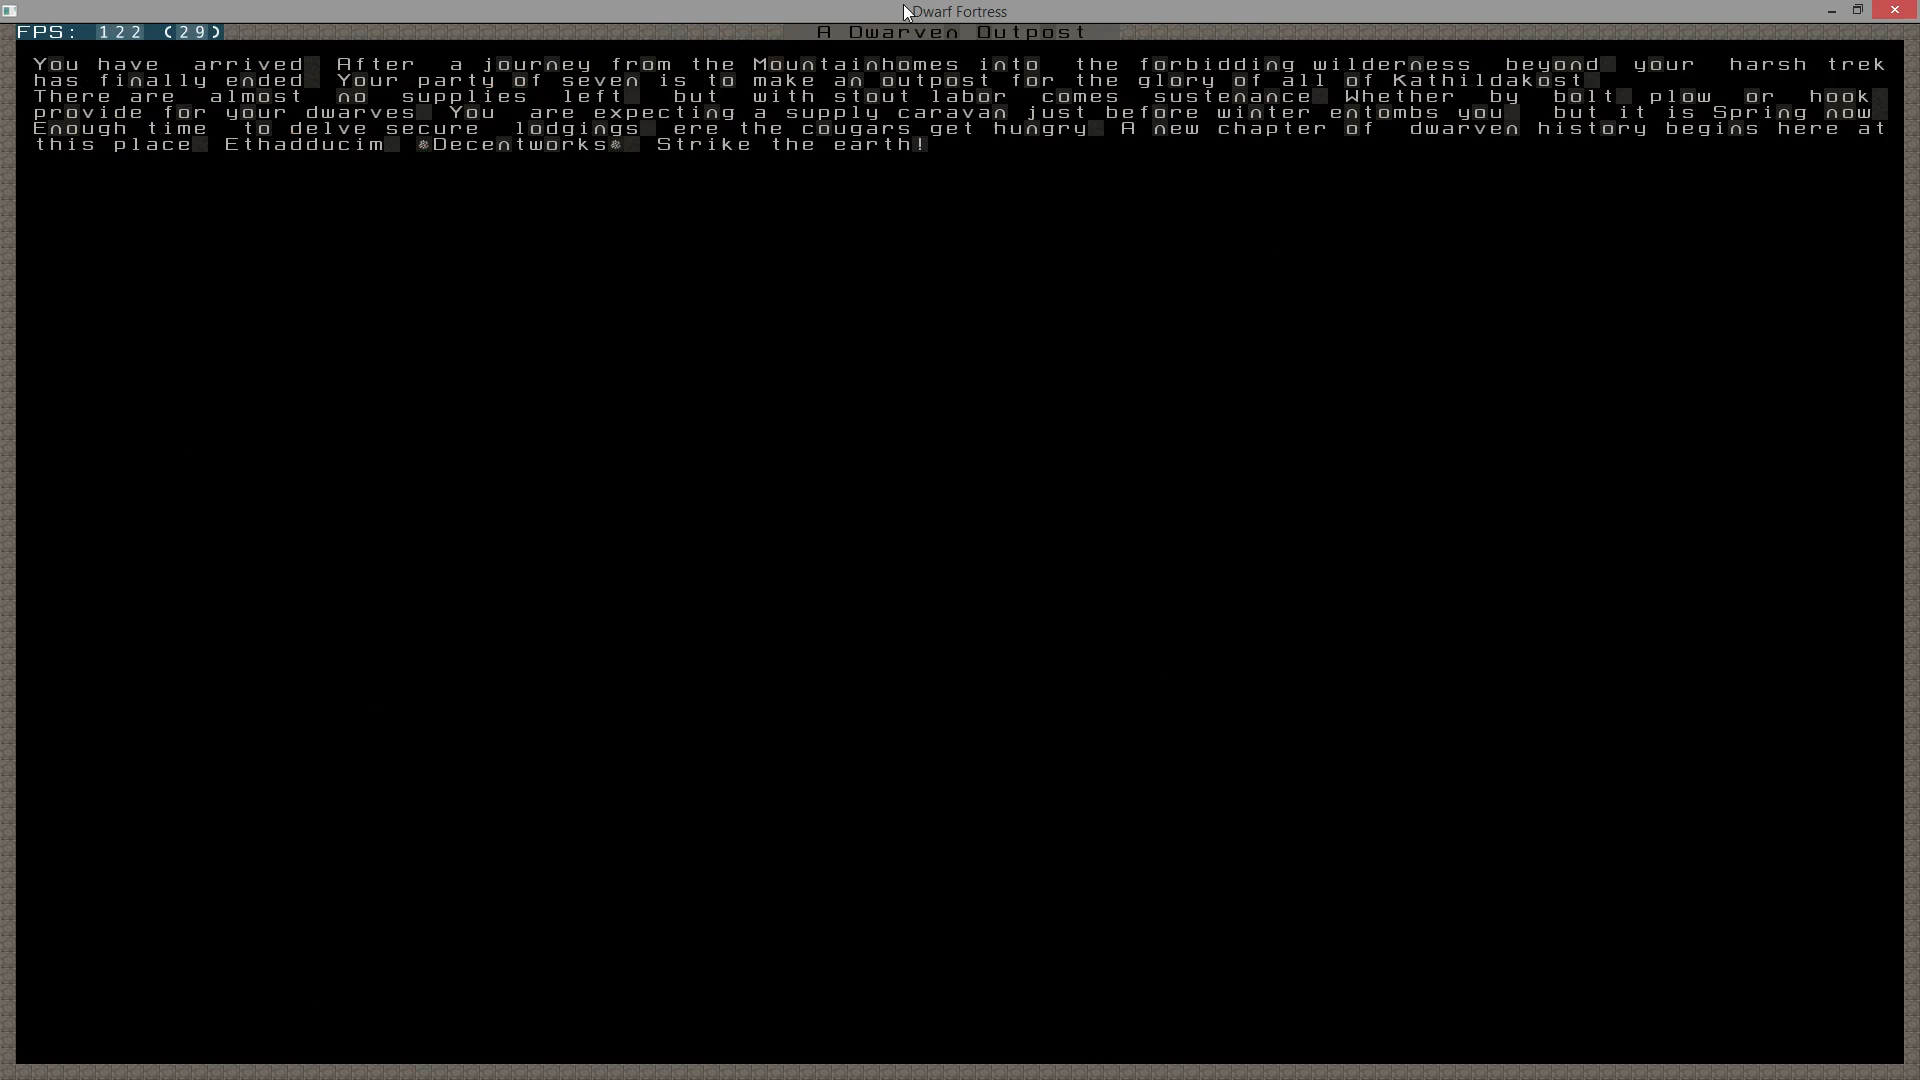 Dwarf Fortress
FPS: 122 (29)
A Dwarven Outpost
You have arrived After a journey from the Mountainhomes into the forbidding wilderness beyond your harsh trek
has finally ended Your party of seven is to make an outpost for the glory of all of Kathildakost
There are almost no supplies left but with stout labor comes sustenance Whether by bolt plow or hook
provide for your dwarves You are expecting a supply caravan just before winter entombs you but it is Spring now
Enough time to delve secure lodgings ere the cougars get hungry A new chapter of dwarven history begins here at
this place Ethadducim *Decentworks* Strike the earth!